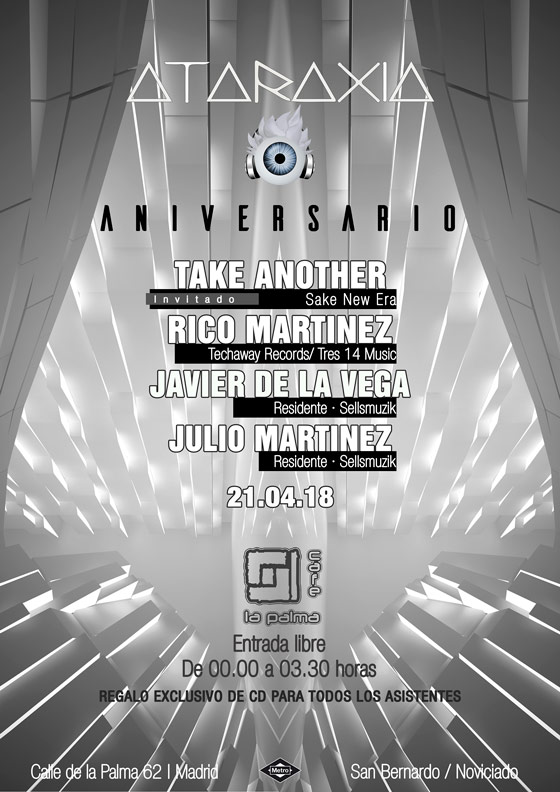 ATARAXIA
ANIVERSARIO
TAKE ANOTHER
Invitado Sake New Era
RICO MARTINEZ
Techaway Records/ Tres 14 Music
JAVIER DE LA VEGA
Residente · Sellsmuzik
JULIO MARTINEZ
Residente · Sellsmuzik
21.04.18
café
la palma
Entrada libre
De 00.00 a 03.30 horas
REGALO EXCLUSIVO DE CD PARA TODOS LOS ASISTENTES
Calle de la Palma 62 | Madrid Metro San Bernardo / Noviciado